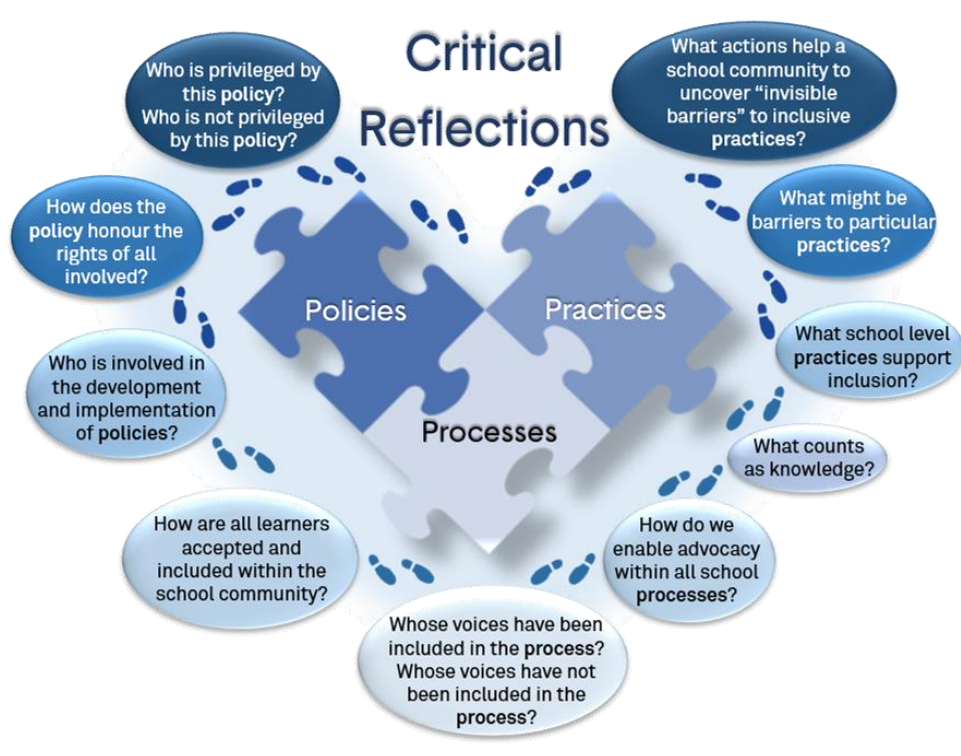 Critical
Reflections
Who is privileged by
this policy?
Who is not privileged
by this policy?
What actions help a
school community to
uncover “invisible
barriers” to inclusive
practices?
How does the
policy honour the
rights of all
involved?
What might be
barriers to particular
practices?
Policies
Practices
Processes
Who is involved in
the development
and implementation
of policies?
What school level
practices support
inclusion?
What counts
as knowledge?
How are all learners
accepted and
included within the
school community?
How do we
enable advocacy
within all school
processes?
Whose voices have been
included in the process?
Whose voices have not
been included in the
process?